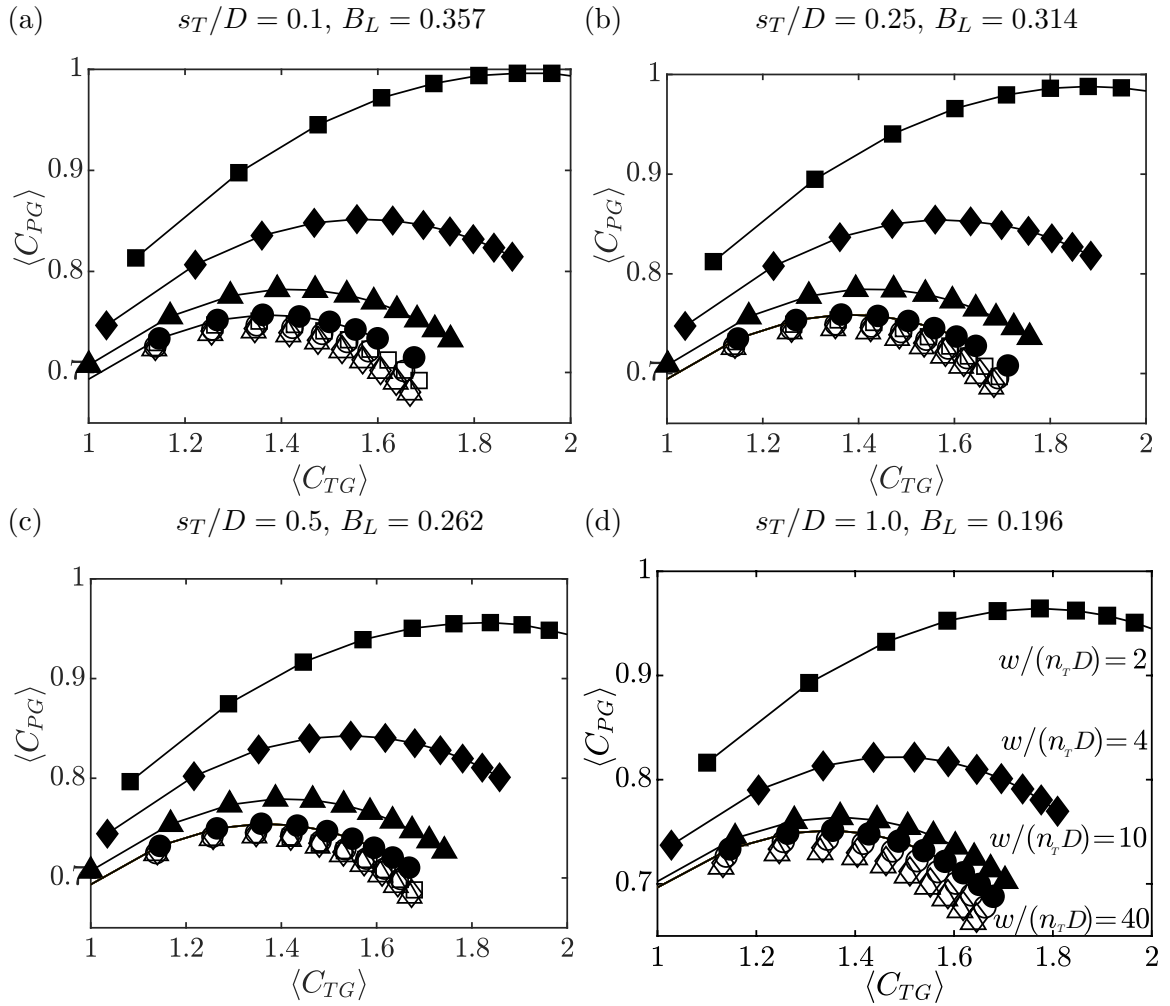 (a) s_T/D = 0.1, B_L = 0.357
1
0.9
0.8
0.7
⟨C_PG⟩
1 1.2 1.4 1.6 1.8 2
⟨C_TG⟩
(b) s_T/D = 0.25, B_L = 0.314
1
0.9
0.8
0.7
⟨C_PG⟩
1 1.2 1.4 1.6 1.8 2
⟨C_TG⟩
(c) s_T/D = 0.5, B_L = 0.262
1
0.9
0.8
0.7
⟨C_PG⟩
1 1.2 1.4 1.6 1.8 2
⟨C_TG⟩
(d) s_T/D = 1.0, B_L = 0.196
1
0.9
0.8
0.7
⟨C_PG⟩
w/(n_T D) = 2
w/(n_T D) = 4
w/(n_T D) = 10
w/(n_T D) = 40
1 1.2 1.4 1.6 1.8 2
⟨C_TG⟩